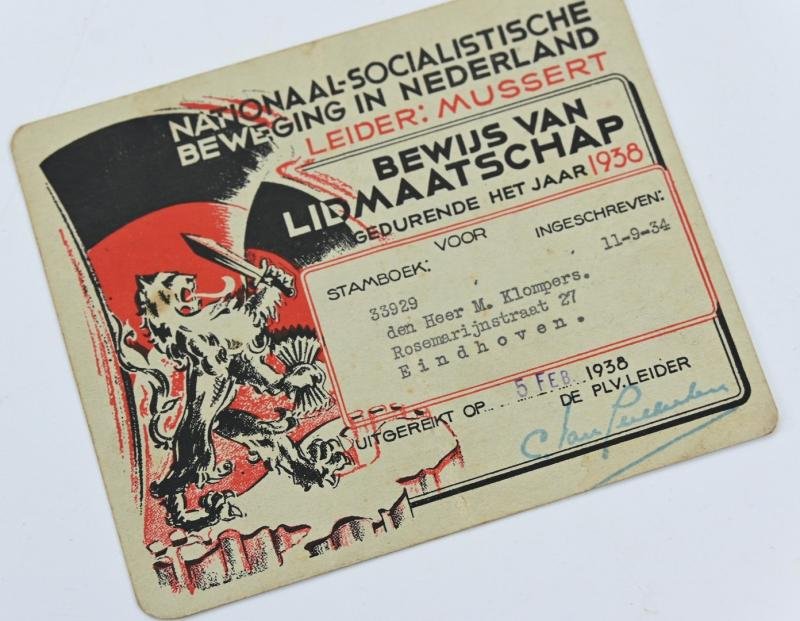 NATIONAAL-SOCIALISTISCHE
BEWEGING IN NEDERLAND
LEIDER: MUSSERT
BEWIJS VAN
LIDMAATSCHAP
GEDURENDE HET JAAR 1938
STAMBOEK: VOOR INGESCHREVEN:
33929 11-9-34
den Heer M. Klompers.
Rosemarijnstraat 27
Eindhoven.
UITGEREIKT OP 5 FEB. 1938
DE PLV. LEIDER